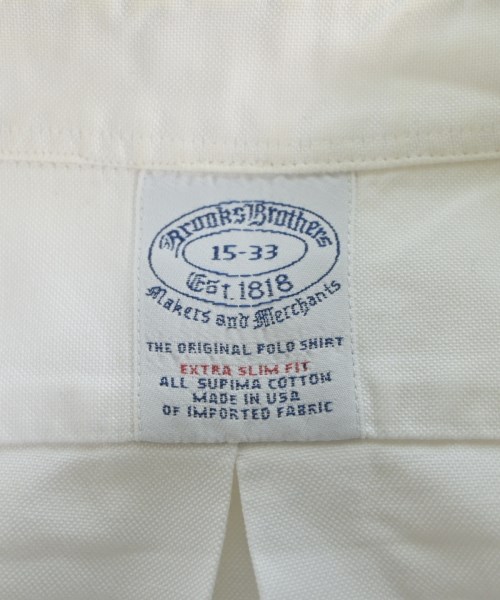 Brooks Brothers
15-33
Est. 1818
Makers and Merchants
THE ORIGINAL POLO SHIRT
EXTRA SLIM FIT
ALL SUPIMA COTTON
MADE IN USA
OF IMPORTED FABRIC